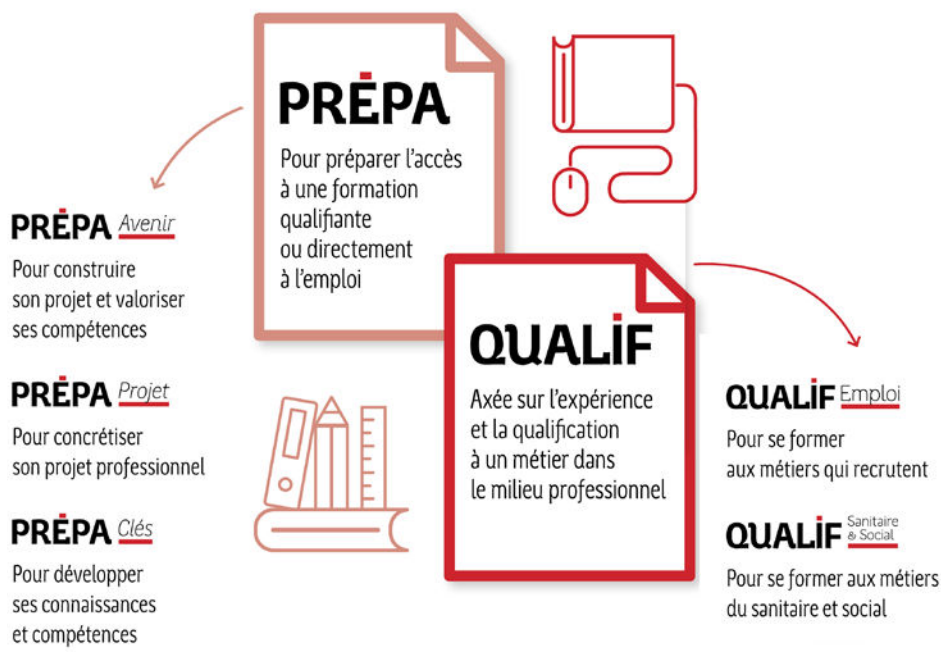 PRÉPA
Pour préparer l'accès
à une formation
qualifiante
ou directement
à l'emploi
PRÉPA Avenir
Pour construire
son projet et valoriser
ses compétences
PRÉPA Projet
Pour concrétiser
son projet professionnel
PRÉPA Clés
Pour développer
ses connaissances
et compétences
QUALIF
Axée sur l'expérience
et la qualification
à un métier dans
le milieu professionnel
QUALIF Emploi
Pour se former
aux métiers qui recrutent
QUALIF Sanitaire
& Social
Pour se former aux métiers
du sanitaire et social